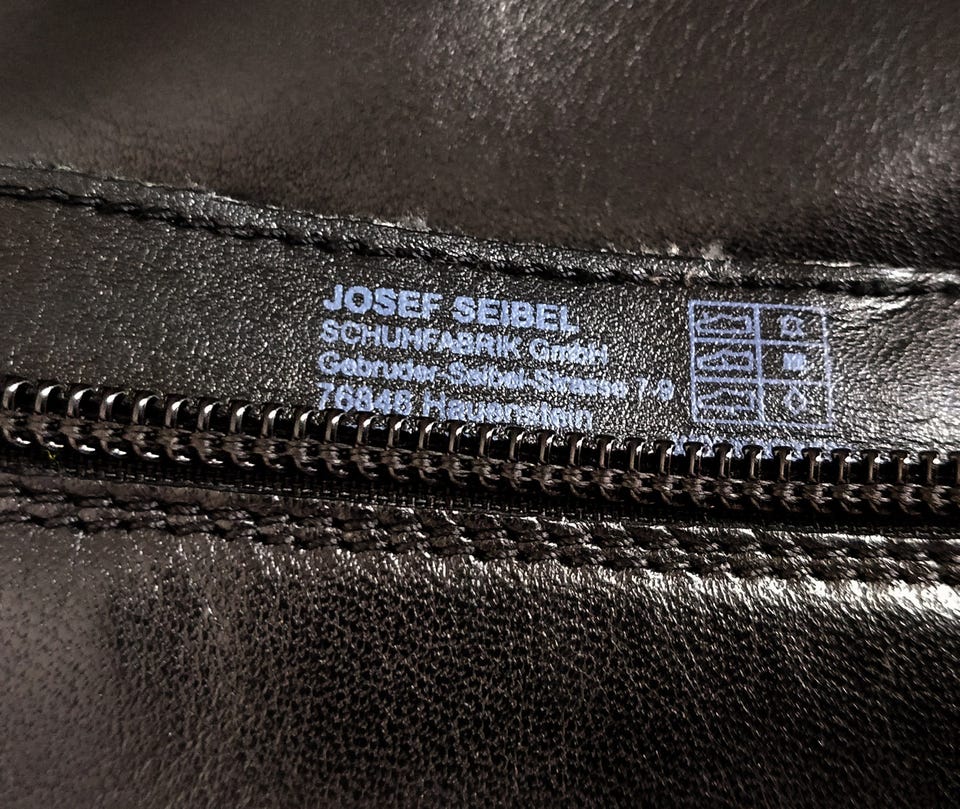 JOSEF SEIBEL
SCHUHFABRIK GmbH
Gebruder-Seibel-Strasse 7-9
76846 Hauenstein